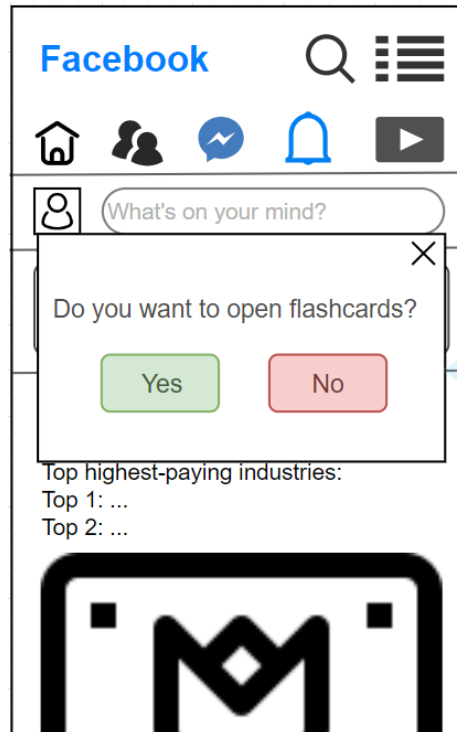 Facebook
What's on your mind?
Do you want to open flashcards?
Yes No
Top highest-paying industries:
Top 1: ...
Top 2: ...